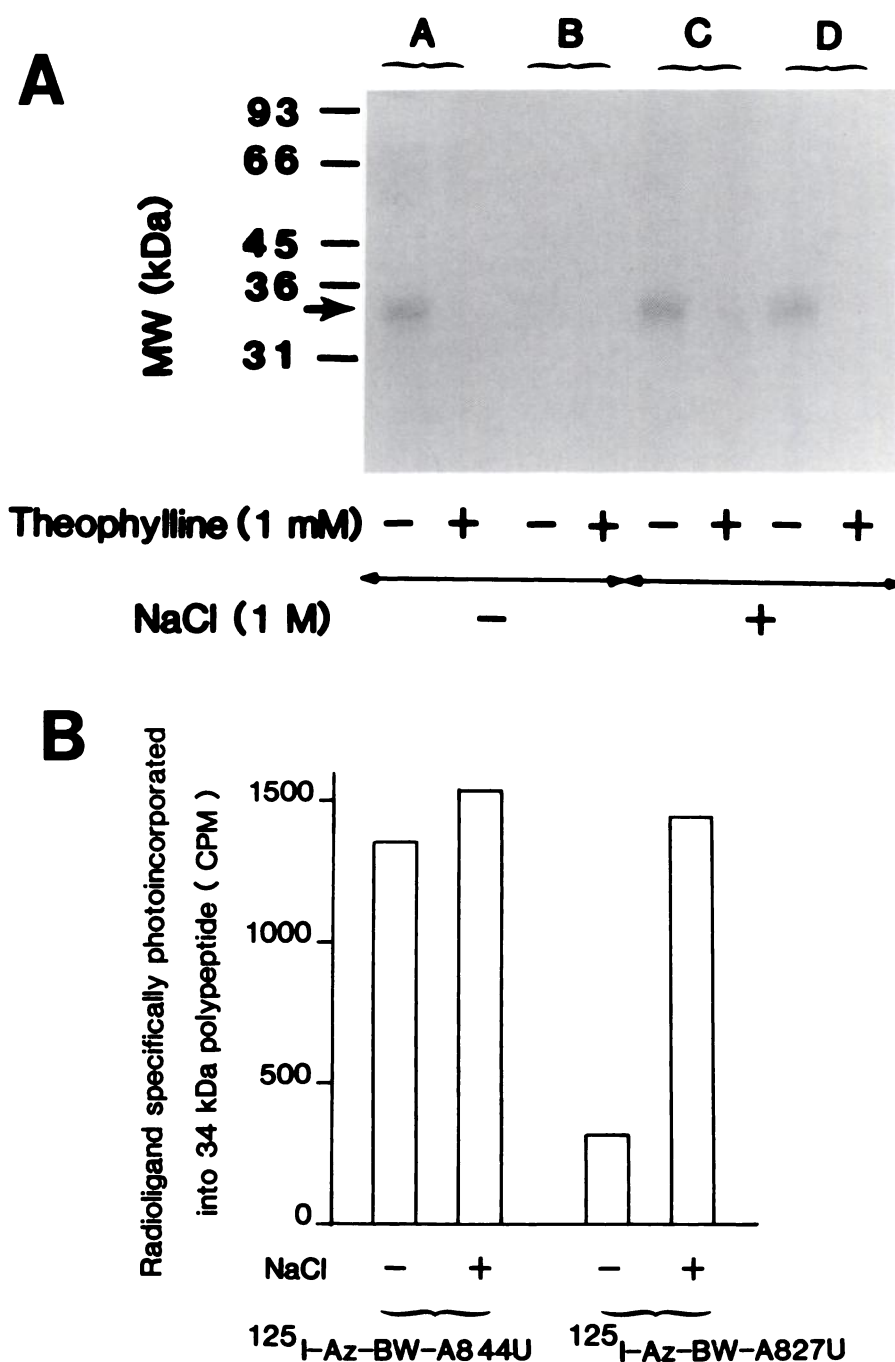 A B C D
A
93
66
45
36
31
MW (kDa)
Theophylline (1 mM) − + − + − + − +
NaCl (1 M) − +
B
Radioligand specifically photoincorporated
into 34 kDa polypeptide ( CPM )
1500
1000
500
0
NaCl − + − +
125I-Az-BW-A844U 125I-Az-BW-A827U